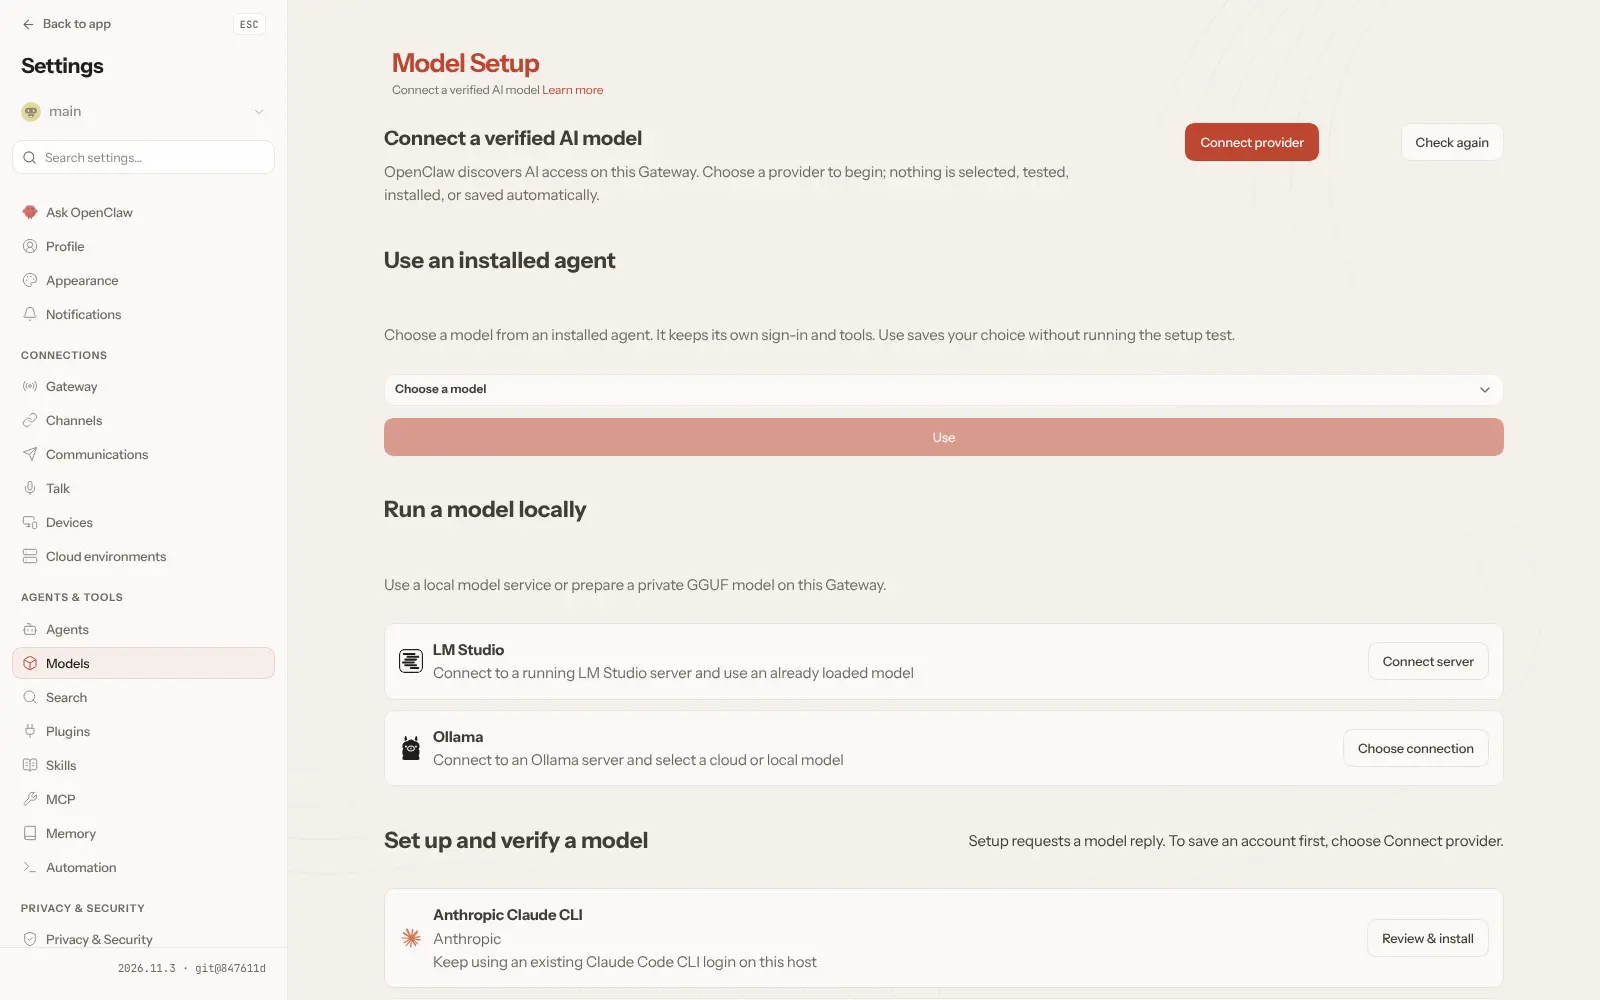 Back to app
ESC
Settings
main
Search settings...
Ask OpenClaw
Profile
Appearance
Notifications
CONNECTIONS
Gateway
Channels
Communications
Talk
Devices
Cloud environments
AGENTS & TOOLS
Agents
Models
Search
Plugins
Skills
MCP
Memory
Automation
PRIVACY & SECURITY
Privacy & Security
2026.11.3 · git@847611d
Model Setup
Connect a verified AI model Learn more
Connect a verified AI model
OpenClaw discovers AI access on this Gateway. Choose a provider to begin; nothing is selected, tested,
installed, or saved automatically.
Connect provider
Check again
Use an installed agent
Choose a model from an installed agent. It keeps its own sign-in and tools. Use saves your choice without running the setup test.
Choose a model
Use
Run a model locally
Use a local model service or prepare a private GGUF model on this Gateway.
LM Studio
Connect to a running LM Studio server and use an already loaded model
Connect server
Ollama
Connect to an Ollama server and select a cloud or local model
Choose connection
Set up and verify a model
Setup requests a model reply. To save an account first, choose Connect provider.
Anthropic Claude CLI
Anthropic
Keep using an existing Claude Code CLI login on this host
Review & install